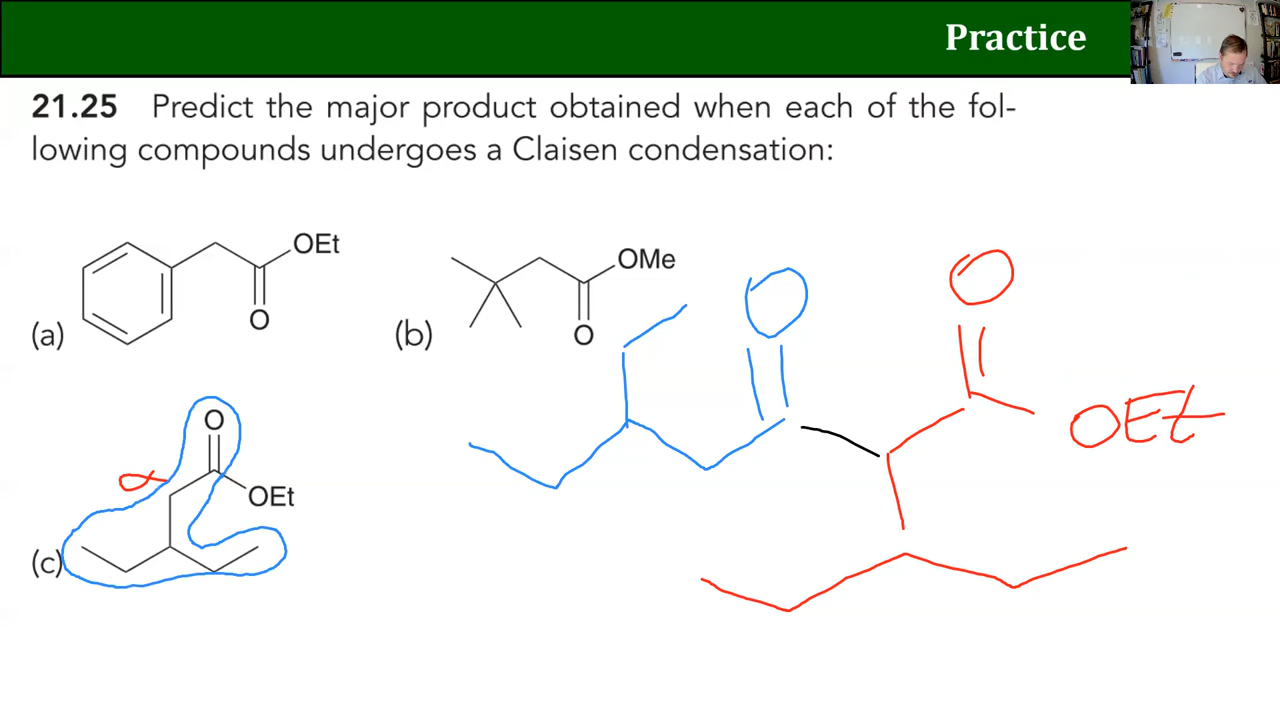 Practice
21.25 Predict the major product obtained when each of the fol-
lowing compounds undergoes a Claisen condensation:
(a)
OEt
O
(b)
OMe
O
O
O
OEt
(c)
O
OEt
α